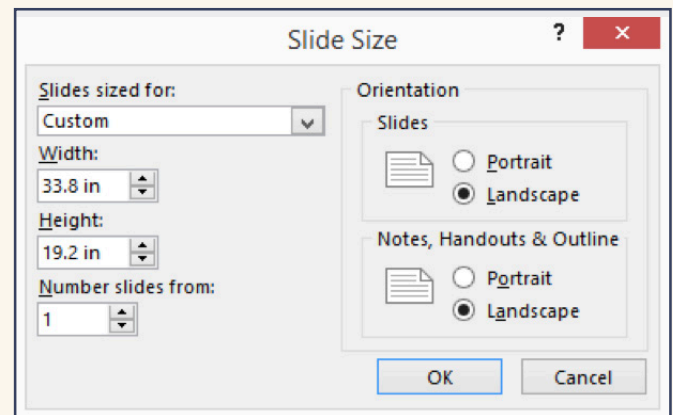 Slide Size
?
Slides sized for:
Custom
Width:
33.8 in
Height:
19.2 in
Number slides from:
1
Orientation
Slides
Portrait
Landscape
Notes, Handouts & Outline
Portrait
Landscape
OK
Cancel